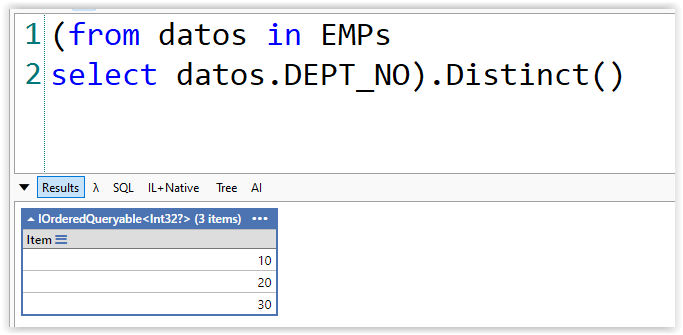 1 (from datos in EMPs
2 select datos.DEPT_NO).Distinct()
Results λ SQL IL+Native Tree AI
IOrderedQueryable<Int32?> (3 items) •••
Item
10
20
30